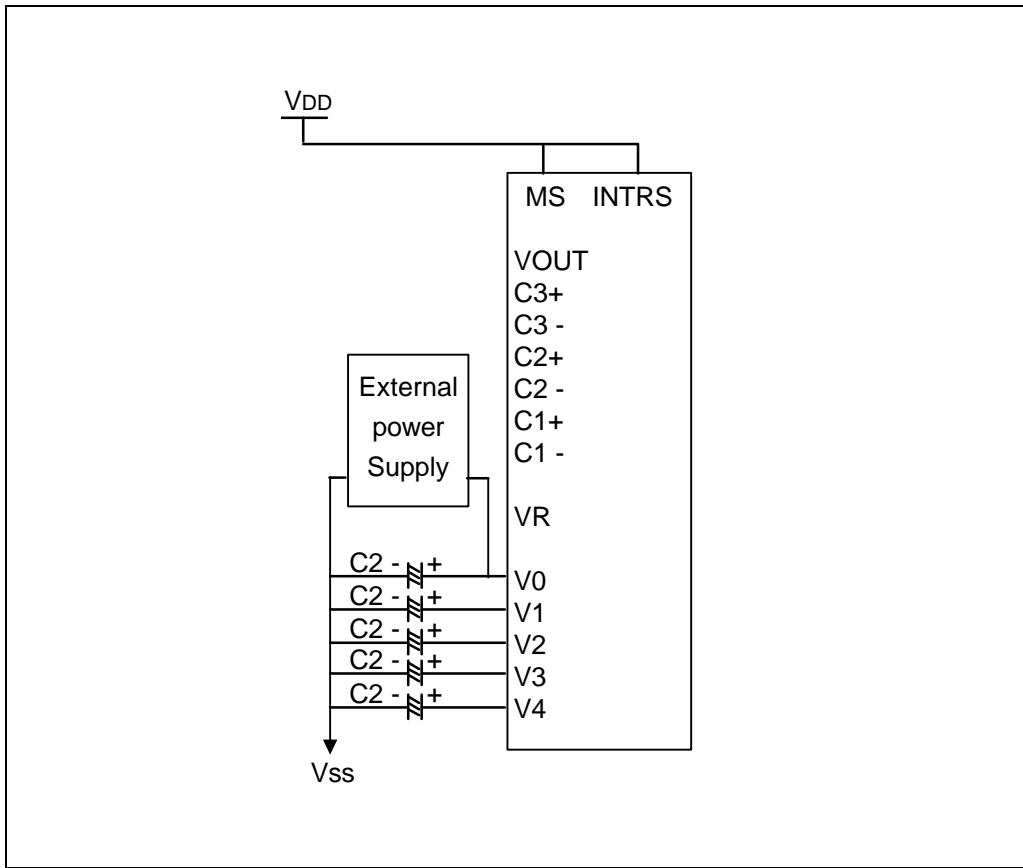 VDD
MS INTRS
VOUT
C3+
C3 -
C2+
C2 -
C1+
C1 -
VR
External
power
Supply
C2 - +
V0
C2 - +
V1
C2 - +
V2
C2 - +
V3
C2 - +
V4
Vss